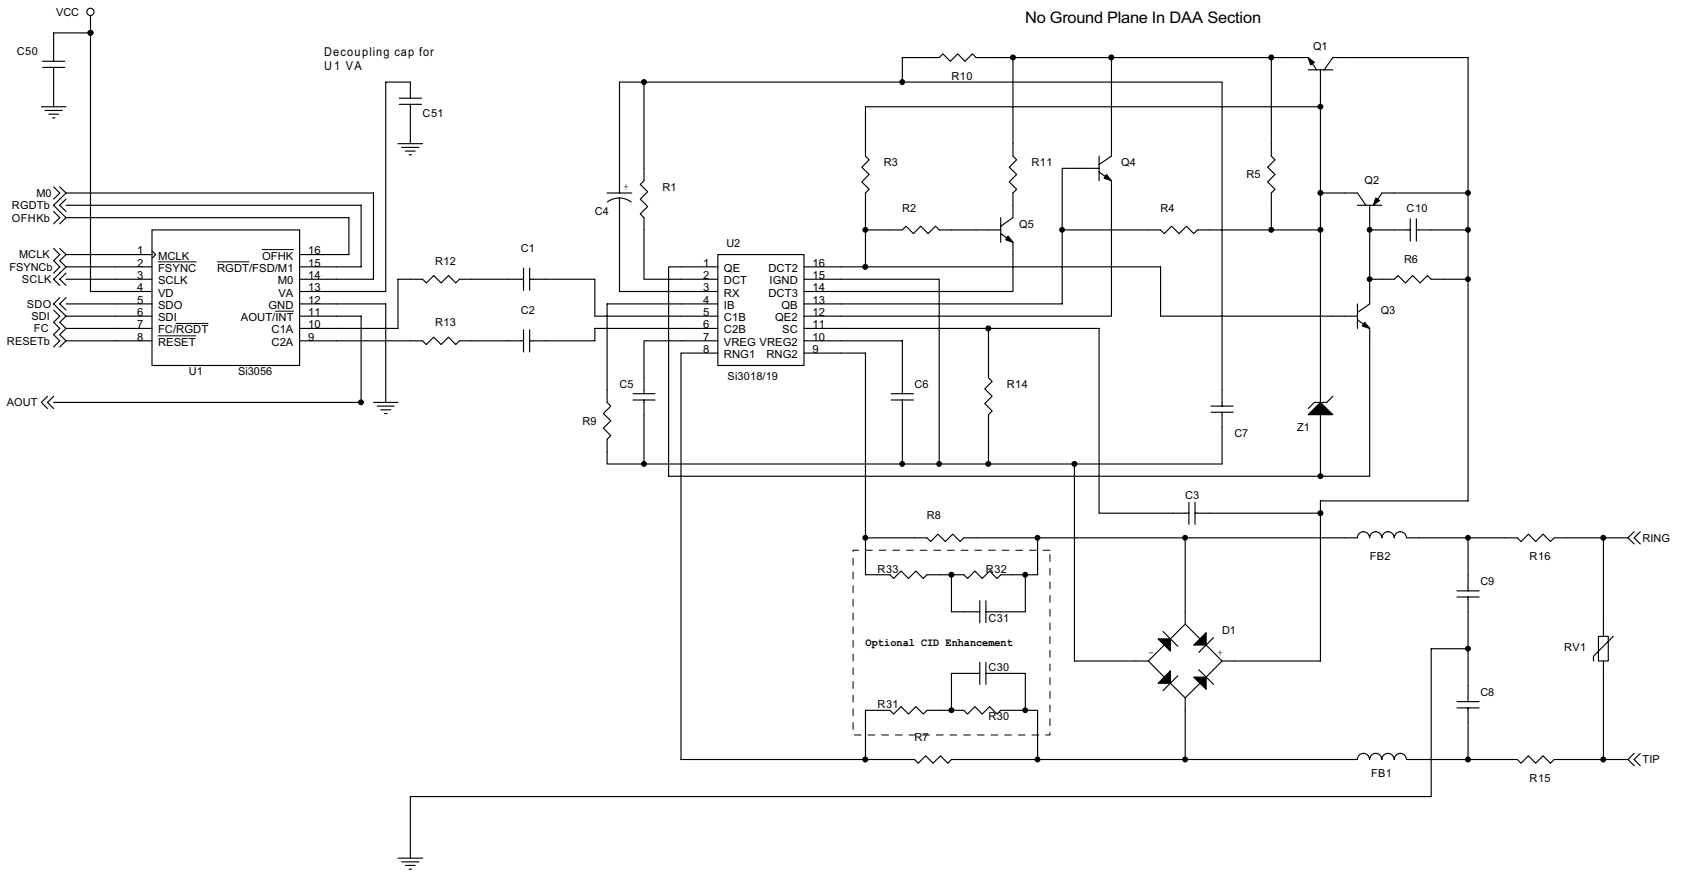 No Ground Plane In DAA Section
VCC
C50
Decoupling cap for
U1 VA
C51
M0
RGDTb
OFHKb
MCLK
FSYNCb
SCLK
SDO
SDI
FC
RESETb
AOUT
1 MCLK
2 FSYNC
3 SCLK
4 VD
5 SDO
6 SDI
7 FC/RGDT
8 RESET
OFHK 16
RGDT/FSD/M1 15
M0 14
VA 13
GND 12
AOUT/INT 11
C1A 10
C2A 9
U1 Si3056
R12
C1
R13
C2
C4
+
R1
U2
1 QE
2 DCT
3 RX
4 IB
5 C1B
6 C2B
7 VREG
8 RNG1
DCT2 16
IGND 15
DCT3 14
QB 13
QE2 12
SC 11
VREG2 10
RNG2 9
Si3018/19
R9
C5
C6
R14
R10
R3
R2
R11
Q5
Q4
R4
R5
Q1
Q2
C10
R6
Q3
Z1
C7
C3
R8
R33
R32
C31
Optional CID Enhancement
C30
R31
R30
R7
D1
-
+
FB2
R16
RING
C9
RV1
C8
FB1
R15
TIP